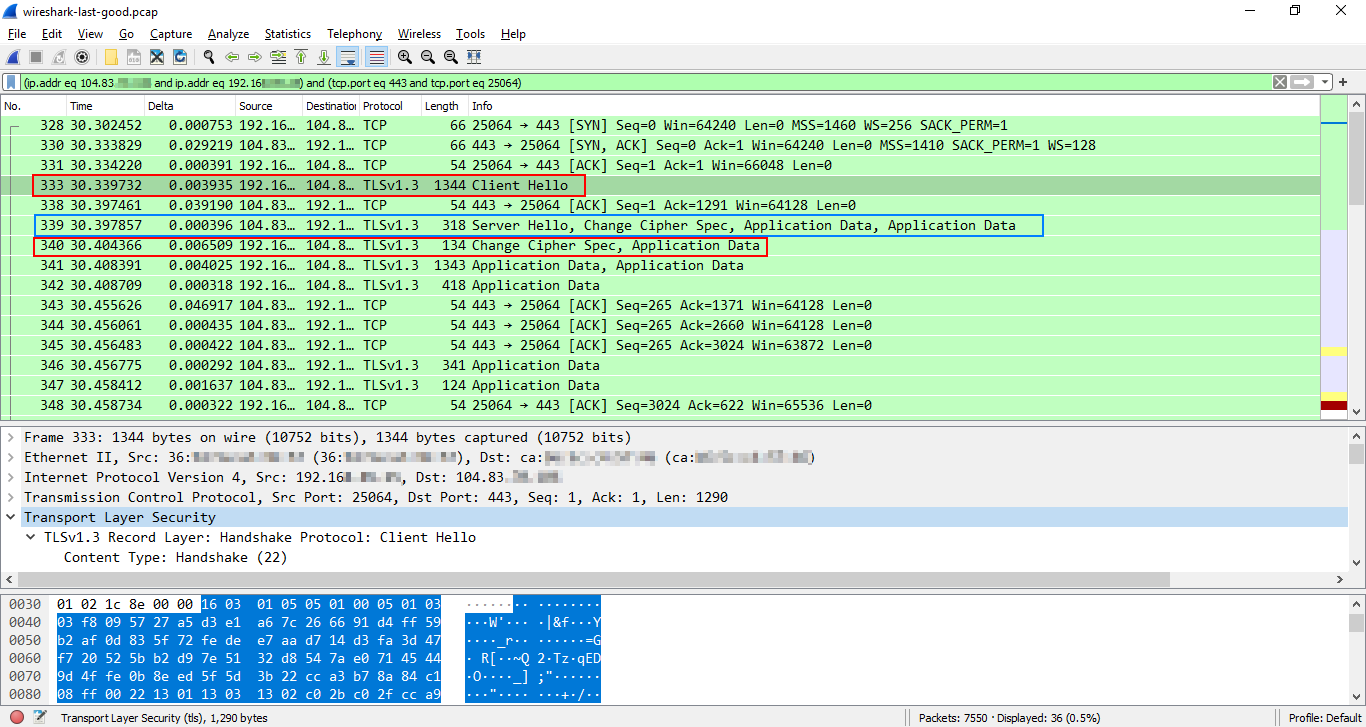 wireshark-last-good.pcap
File Edit View Go Capture Analyze Statistics Telephony Wireless Tools Help
(ip.addr eq 104.83. and ip.addr eq 192.16 ) and (tcp.port eq 443 and tcp.port eq 25064)
No. Time Delta Source Destination Protocol Length Info
328 30.302452 0.000753 192.16… 104.8… TCP 66 25064 → 443 [SYN] Seq=0 Win=64240 Len=0 MSS=1460 WS=256 SACK_PERM=1
330 30.333829 0.029219 104.83… 192.1… TCP 66 443 → 25064 [SYN, ACK] Seq=0 Ack=1 Win=64240 Len=0 MSS=1410 SACK_PERM=1 WS=128
331 30.334220 0.000391 192.16… 104.8… TCP 54 25064 → 443 [ACK] Seq=1 Ack=1 Win=66048 Len=0
333 30.339732 0.003935 192.16… 104.8… TLSv1.3 1344 Client Hello
338 30.397461 0.039190 104.83… 192.1… TCP 54 443 → 25064 [ACK] Seq=1 Ack=1291 Win=64128 Len=0
339 30.397857 0.000396 104.83… 192.1… TLSv1.3 318 Server Hello, Change Cipher Spec, Application Data, Application Data
340 30.404366 0.006509 192.16… 104.8… TLSv1.3 134 Change Cipher Spec, Application Data
341 30.408391 0.004025 192.16… 104.8… TLSv1.3 1343 Application Data, Application Data
342 30.408709 0.000318 192.16… 104.8… TLSv1.3 418 Application Data
343 30.455626 0.046917 104.83… 192.1… TCP 54 443 → 25064 [ACK] Seq=265 Ack=1371 Win=64128 Len=0
344 30.456061 0.000435 104.83… 192.1… TCP 54 443 → 25064 [ACK] Seq=265 Ack=2660 Win=64128 Len=0
345 30.456483 0.000422 104.83… 192.1… TCP 54 443 → 25064 [ACK] Seq=265 Ack=3024 Win=63872 Len=0
346 30.456775 0.000292 104.83… 192.1… TLSv1.3 341 Application Data
347 30.458412 0.001637 104.83… 192.1… TLSv1.3 124 Application Data
348 30.458734 0.000322 192.16… 104.8… TCP 54 25064 → 443 [ACK] Seq=3024 Ack=622 Win=65536 Len=0
Frame 333: 1344 bytes on wire (10752 bits), 1344 bytes captured (10752 bits)
Ethernet II, Src: 36: (36: ), Dst: ca: (ca: )
Internet Protocol Version 4, Src: 192.168 , Dst: 104.83.
Transmission Control Protocol, Src Port: 25064, Dst Port: 443, Seq: 1, Ack: 1, Len: 1290
Transport Layer Security
TLSv1.3 Record Layer: Handshake Protocol: Client Hello
Content Type: Handshake (22)
0030 01 02 1c 8e 00 00 16 03 01 05 05 01 00 05 01 03 ········ ········
0040 03 f8 09 57 27 a5 d3 e1 a6 7c 26 66 91 d4 ff 59 ···W'··· ·|&f···Y
0050 b2 af 0d 83 5f 72 fe de e7 aa d7 14 d3 fa 3d 47 ····_r·· ······=G
0060 f7 20 52 5b b2 d9 7e 51 32 d8 54 7a e0 71 45 44 · R[··~Q 2·Tz·qED
0070 9d 4f fe 0b 8e ed 5f 5d 3b 22 cc a3 b7 8a 84 c1 ·O····_] ;"······
0080 08 ff 00 22 13 01 13 03 13 02 c0 2b c0 2f cc a9 ···"···· ···+·/··
Transport Layer Security (tls), 1,290 bytes
Packets: 7550 · Displayed: 36 (0.5%)
Profile: Default